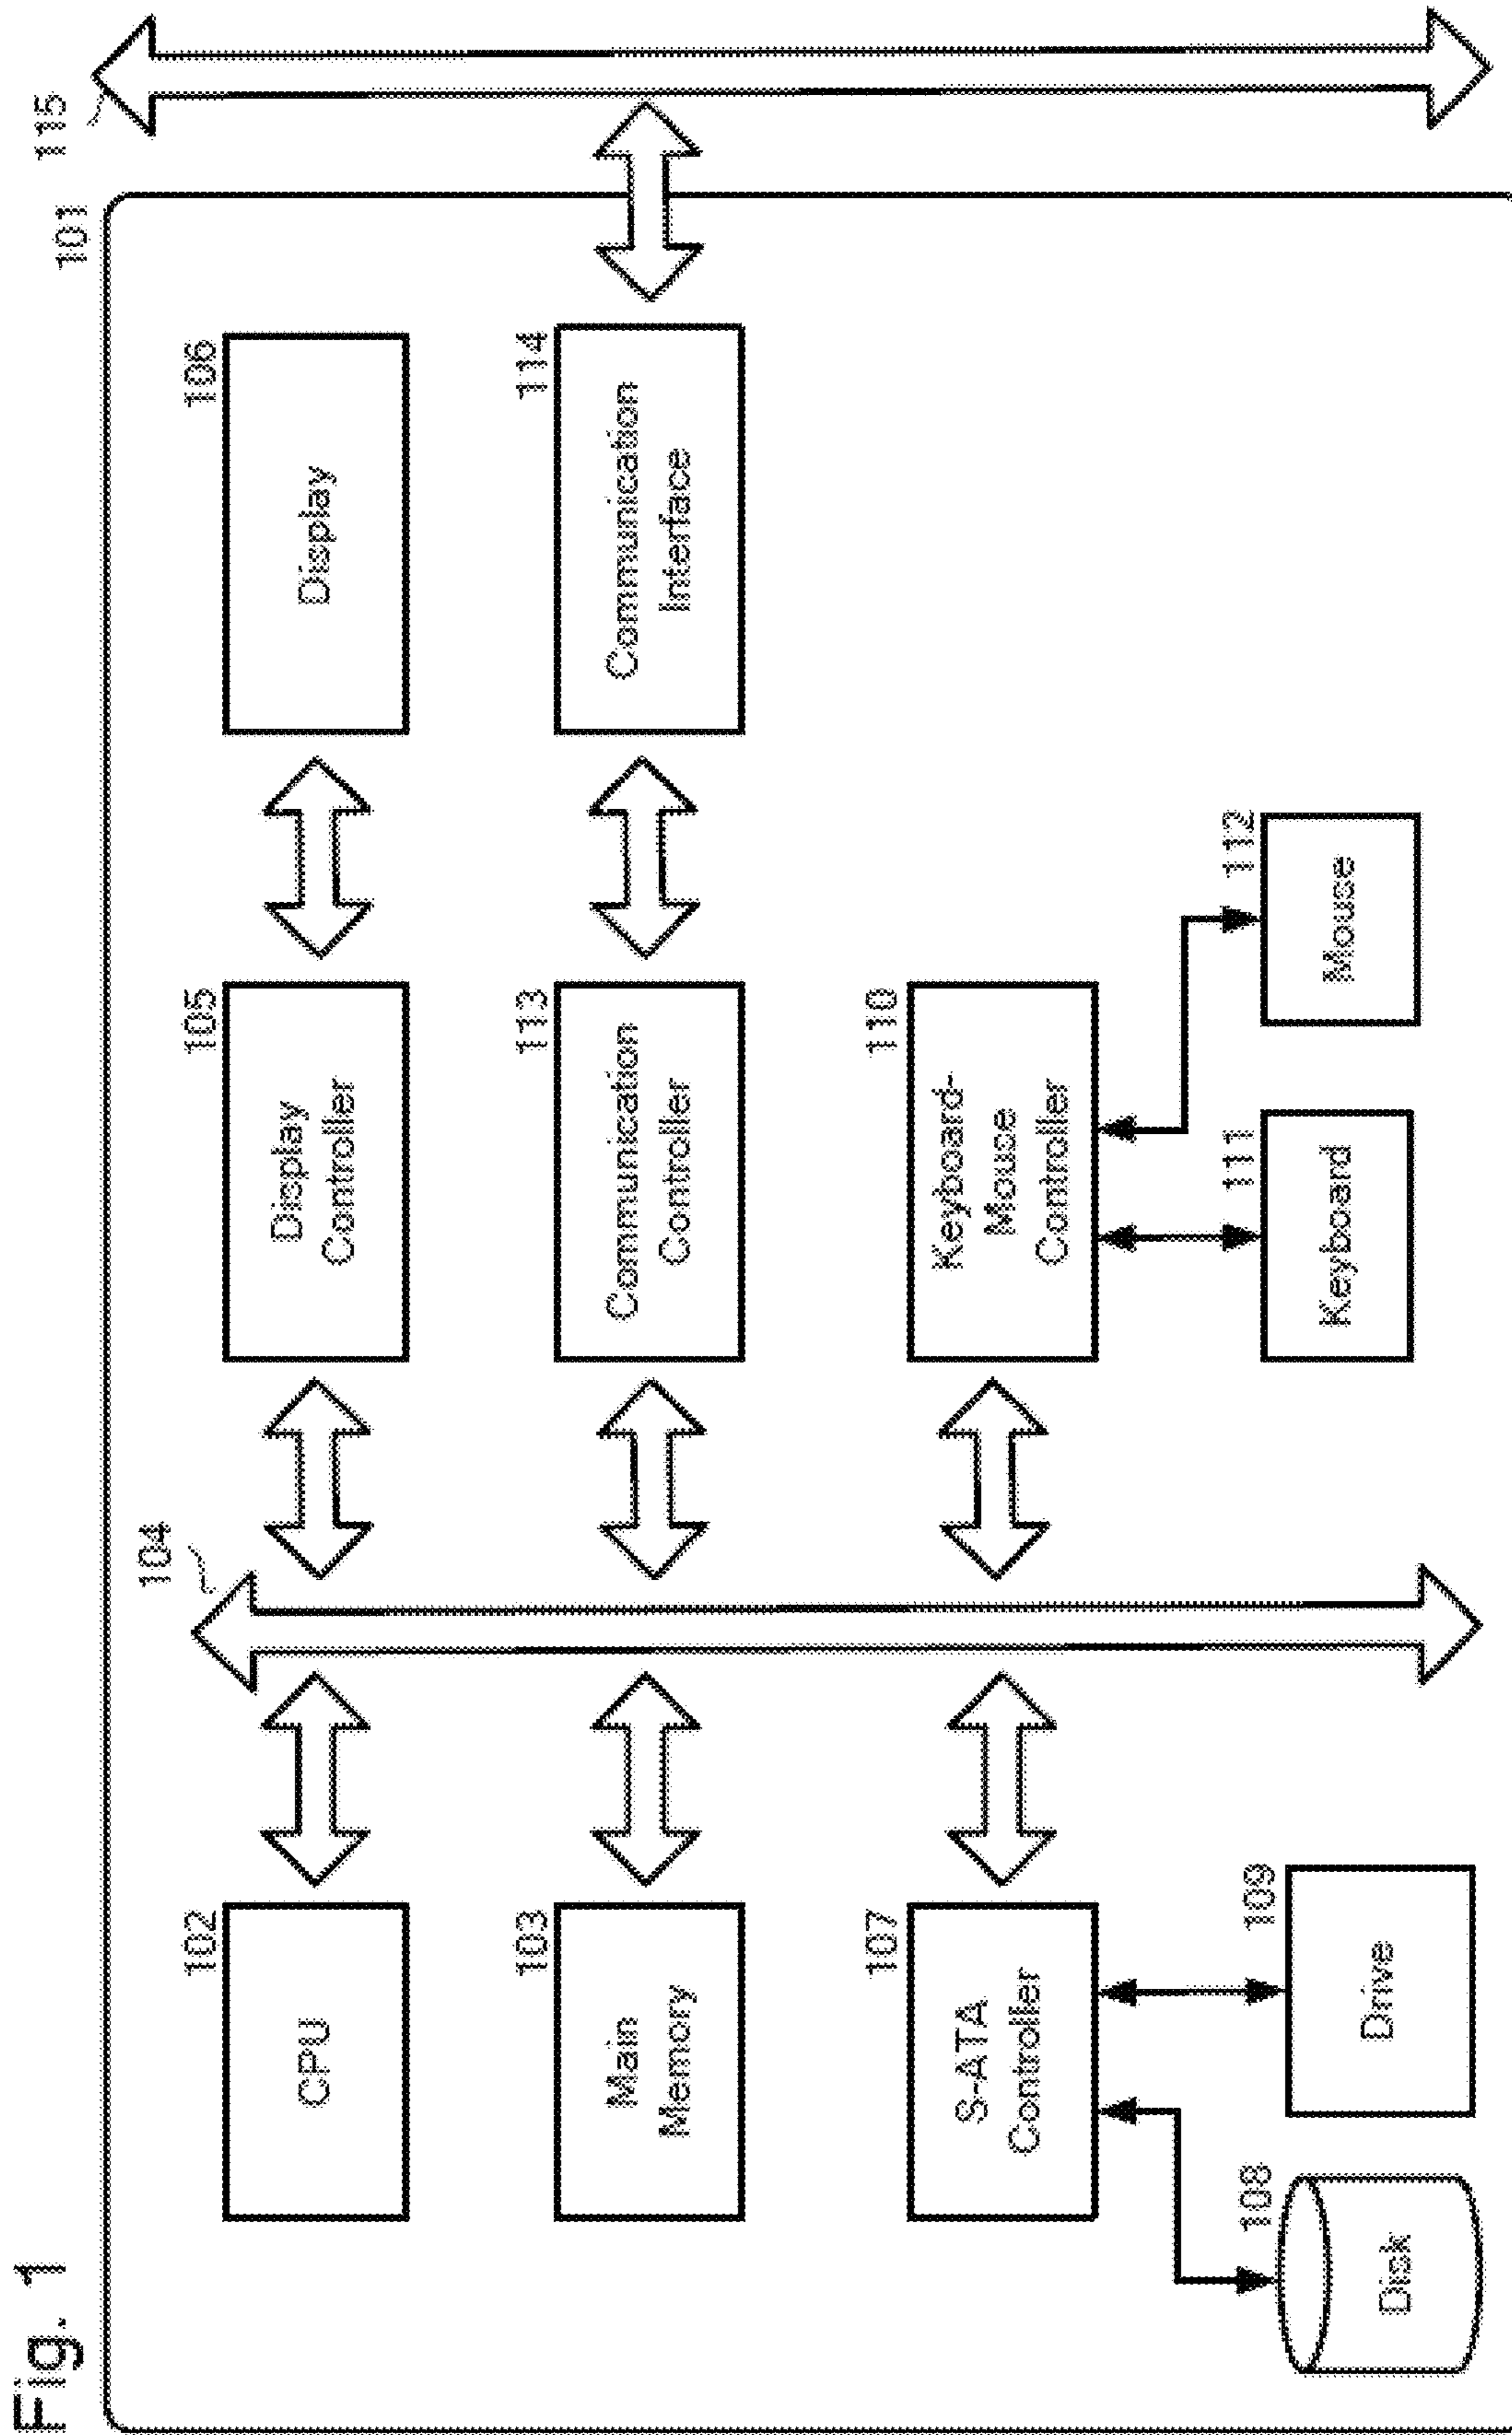 Fig. 1
101
115
104
102
CPU
105
Display
Controller
106
Display
103
Main
Memory
113
Communication
Controller
114
Communication
Interface
107
S-ATA
Controller
110
Keyboard-
Mouse
Controller
108
Disk
109
Drive
111
Keyboard
112
Mouse